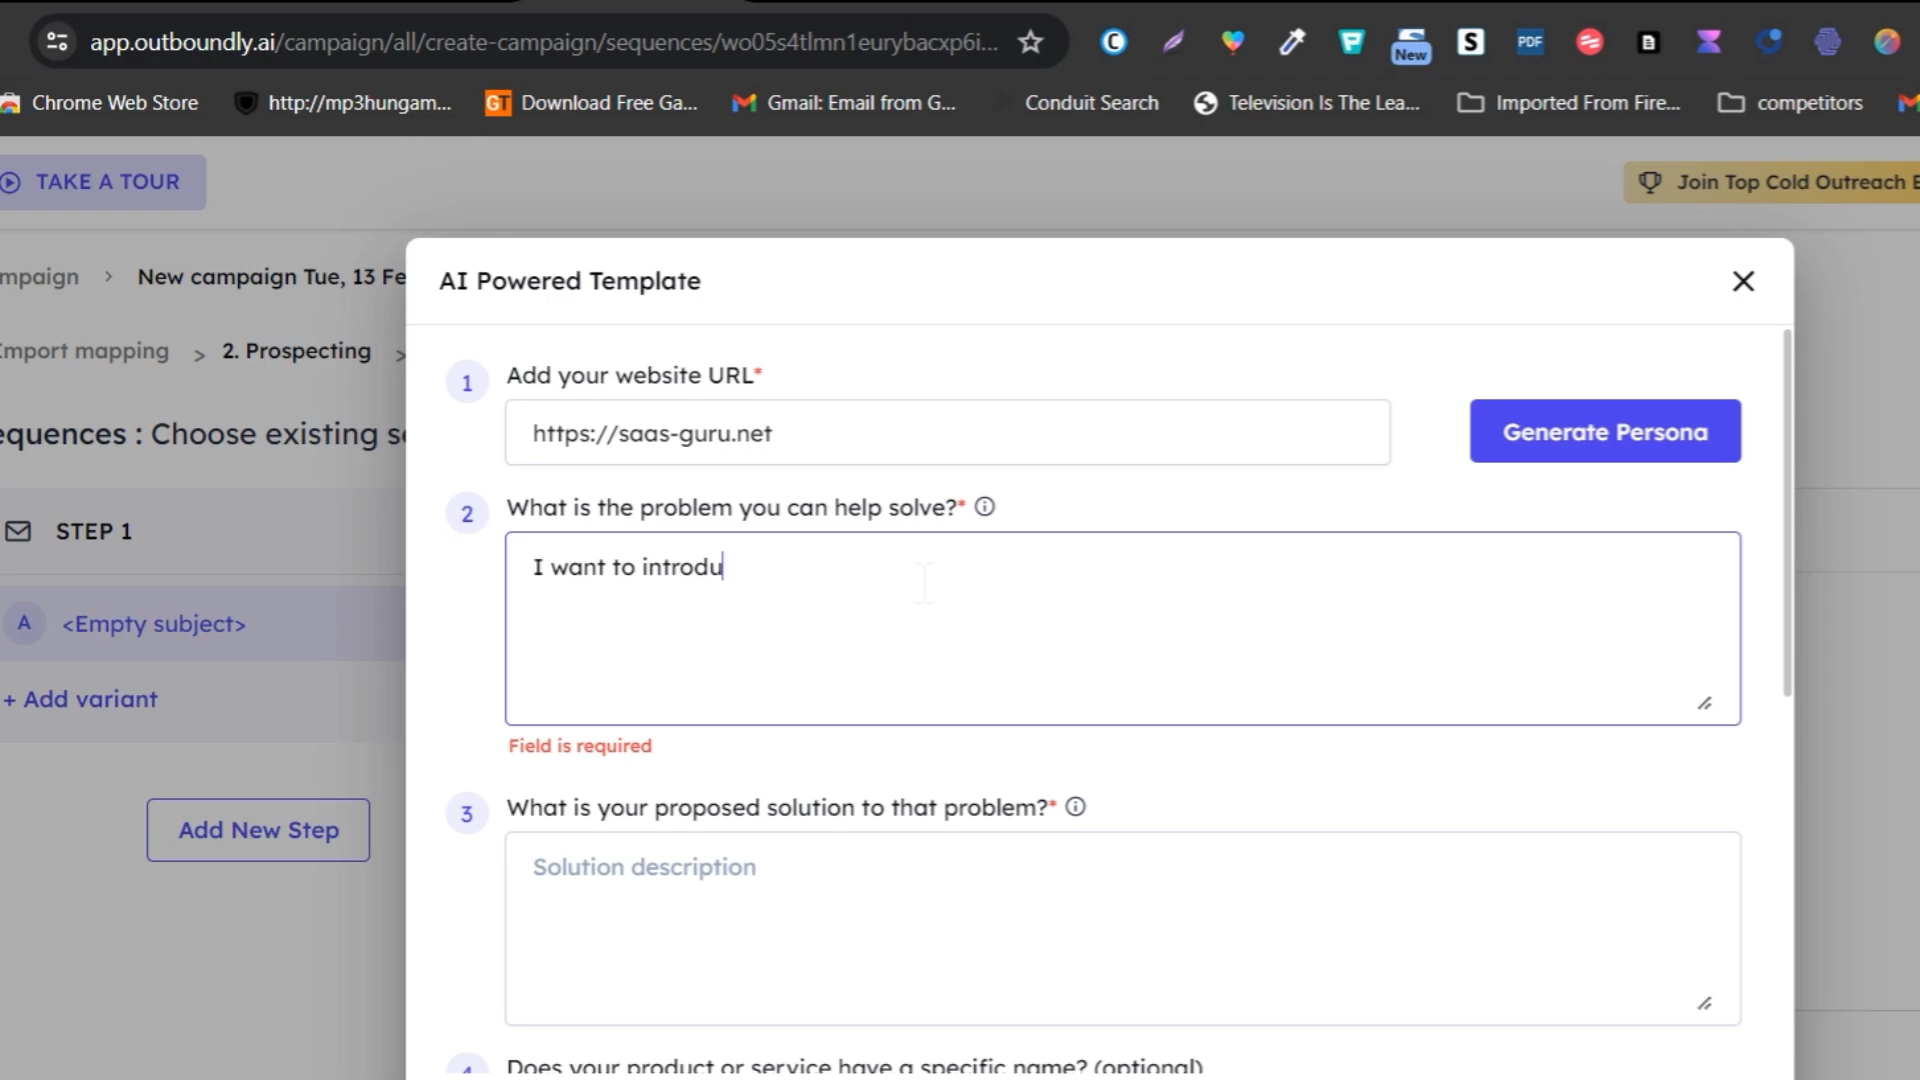 app.outboundly.ai/campaign/all/create-campaign/sequences/wo05s4tlmn1eurybacxp6i...
New
S
PDF
Chrome Web Store
http://mp3hungam...
GT Download Free Ga...
Gmail: Email from G...
Conduit Search
Television Is The Lea...
Imported From Fire...
competitors
TAKE A TOUR
Join Top Cold Outreach E
mpaign > New campaign Tue, 13 Fe
Import mapping > 2. Prospecting >
equences : Choose existing s
STEP 1
A <Empty subject>
+ Add variant
Add New Step
AI Powered Template
1 Add your website URL*
https://saas-guru.net
Generate Persona
2 What is the problem you can help solve?*
I want to introdu
Field is required
3 What is your proposed solution to that problem?*
Solution description
4 Does your product or service have a specific name? (optional)